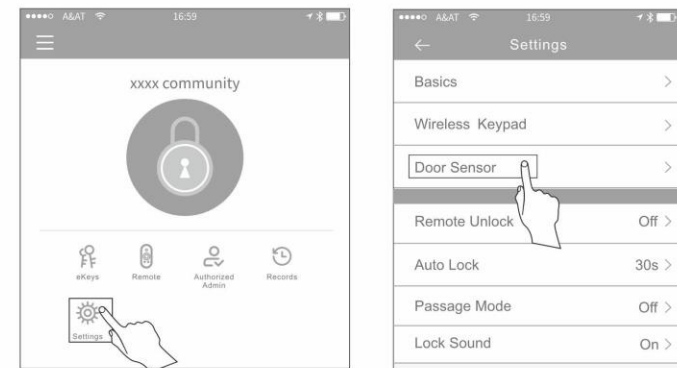 A&AT 16:59
xxxx community
eKeys Remote Authorized Admin Records
Settings
A&AT 16:59
Settings
Basics
Wireless Keypad
Door Sensor
Remote Unlock Off
Auto Lock 30s
Passage Mode Off
Lock Sound On